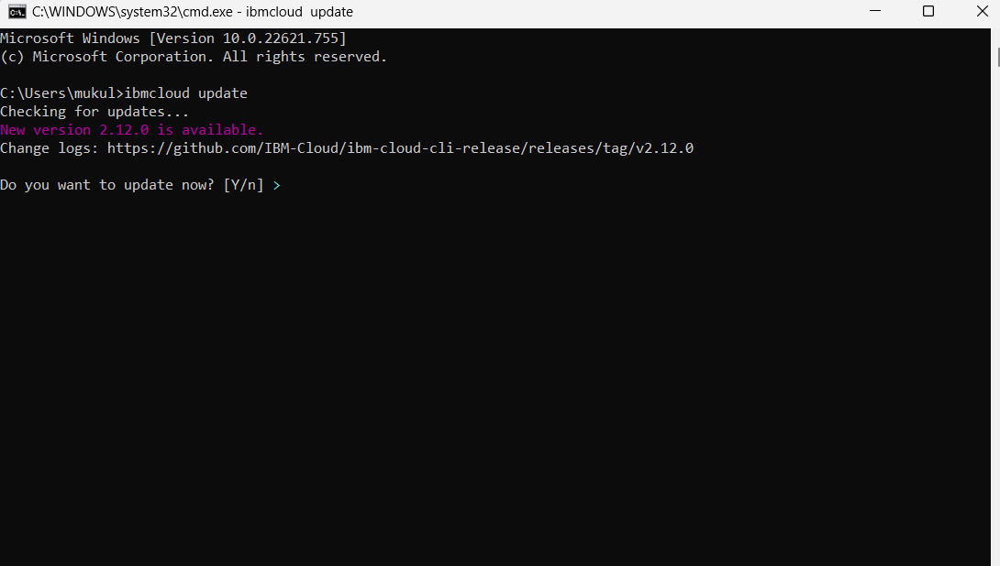 C:\WINDOWS\system32\cmd.exe - ibmcloud  update
Microsoft Windows [Version 10.0.22621.755]
(c) Microsoft Corporation. All rights reserved.
C:\Users\mukul>ibmcloud update
Checking for updates...
New version 2.12.0 is available.
Change logs: https://github.com/IBM-Cloud/ibm-cloud-cli-release/releases/tag/v2.12.0
Do you want to update now? [Y/n] >